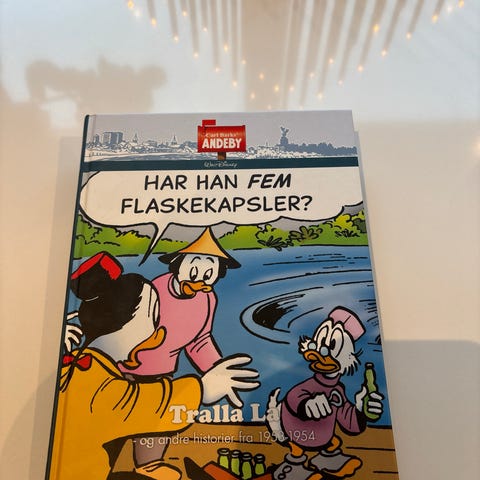 Carl Barks'
ANDEBY
Walt Disney
HAR HAN FEM
FLASKEKAPSLER?
Tralla La
- og andre historier fra 1953-1954